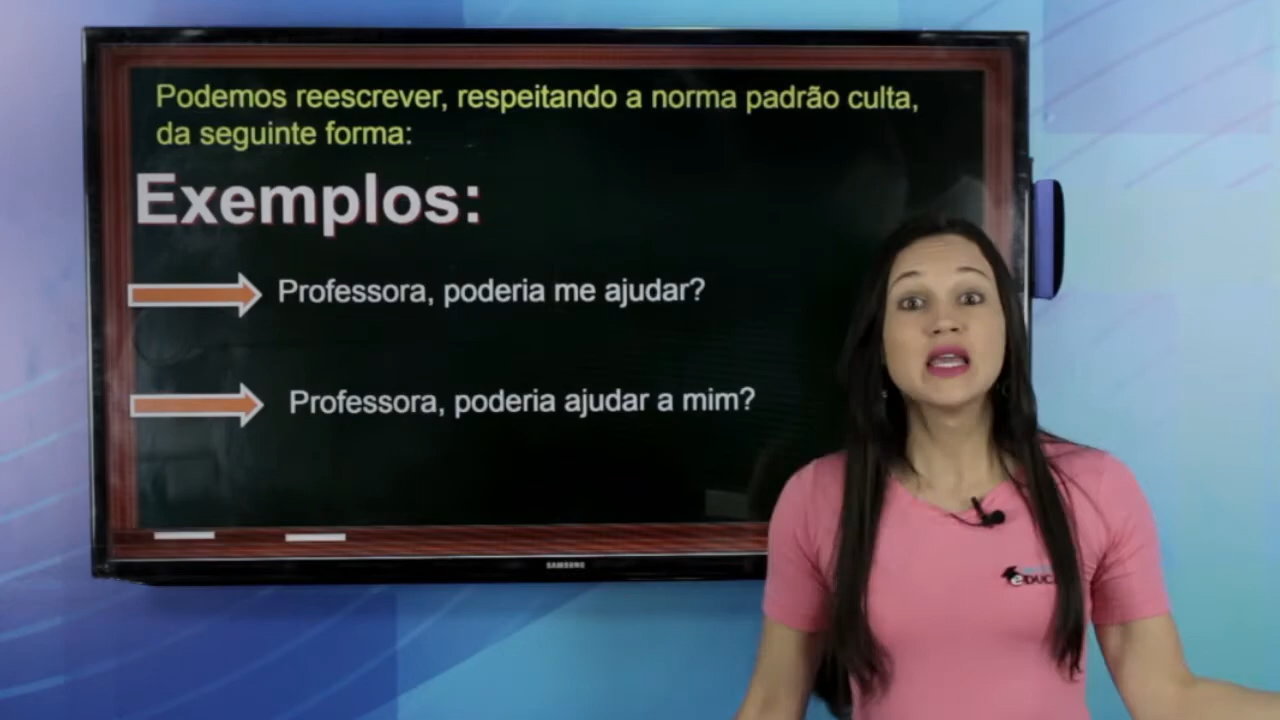 Podemos reescrever, respeitando a norma padrão culta,
da seguinte forma:
Exemplos:
Professora, poderia me ajudar?
Professora, poderia ajudar a mim?
SAMSUNG